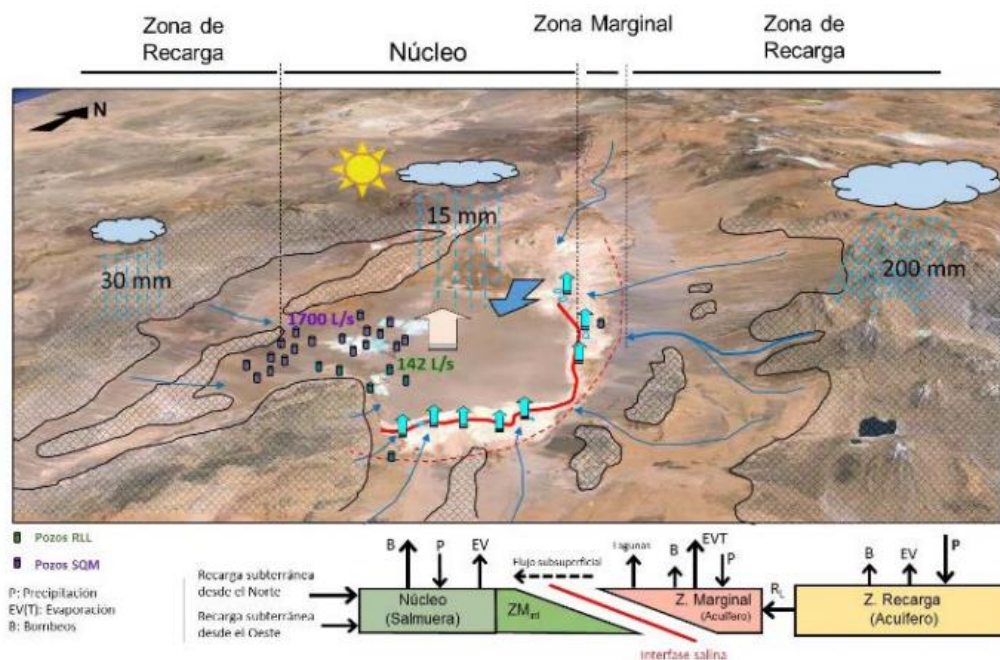 Zona de
Recarga
Núcleo
Zona Marginal
Zona de
Recarga
N
30 mm
15 mm
200 mm
1700 L/s
142 L/s
Pozos RLL
Pozos SQM
P: Precipitación
EV(T): Evaporación
B: Bombeos
Recarga subterránea
desde el Norte
Recarga subterránea
desde el Oeste
B
P
EV
Flujo subsuperficial
Lagunas
B
EVT
P
B
EV
P
Núcleo
(Salmuera)
ZMint
Z. Marginal
(Acuífero)
RL
Z. Recarga
(Acuífero)
Interfase salina